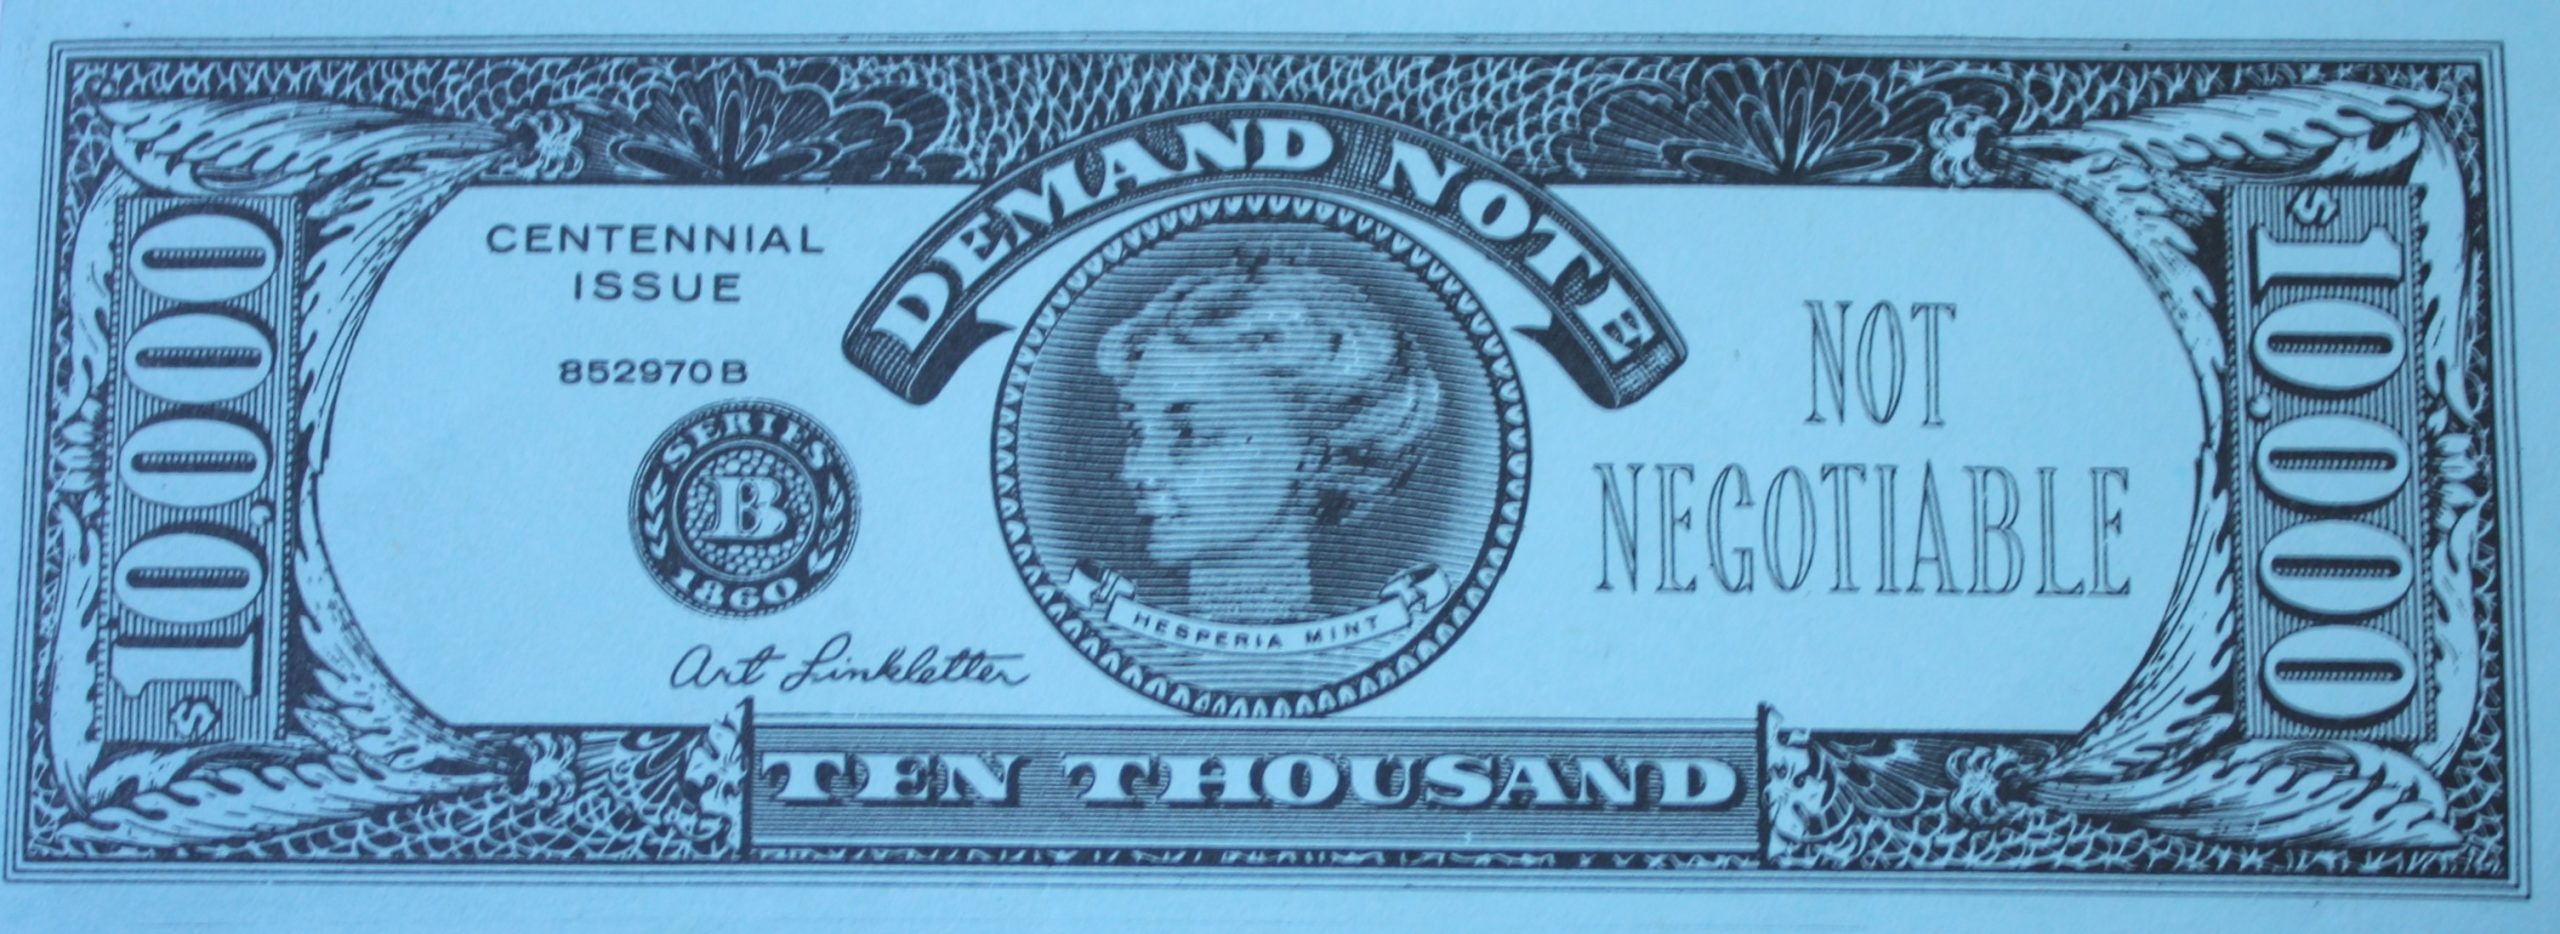 DEMAND NOTE
$10,000
CENTENNIAL
ISSUE
852970 B
SERIES
B
1860
Art Linkletter
HESPERIA MINT
NOT
NEGOTIABLE
$10,000
TEN THOUSAND